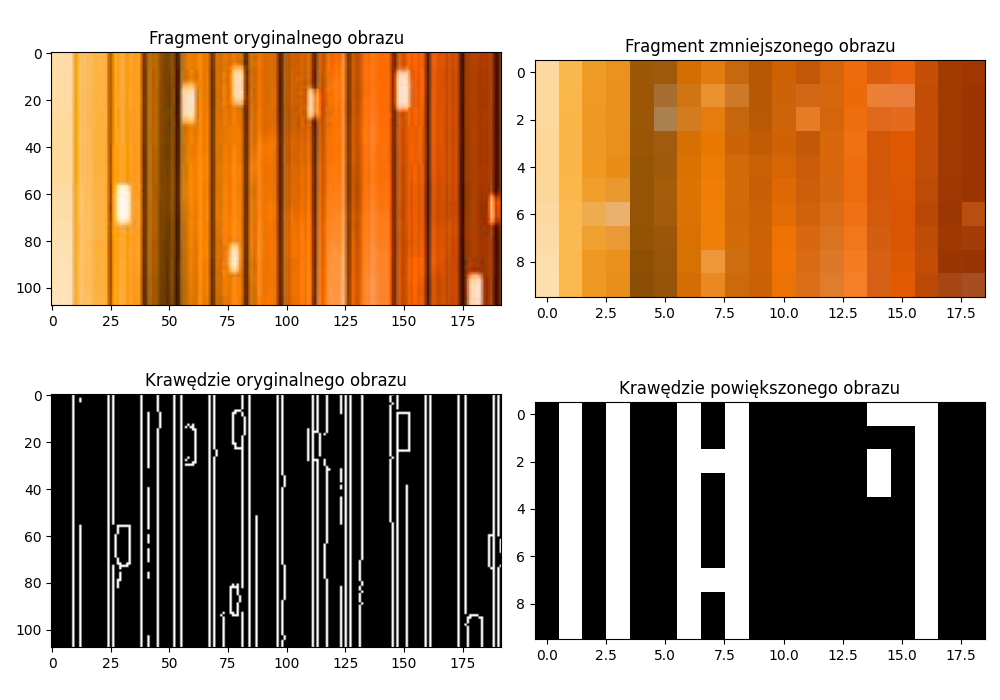 Fragment oryginalnego obrazu
0
20
40
60
80
100
0 25 50 75 100 125 150 175
Fragment zmniejszonego obrazu
0
2
4
6
8
0.0 2.5 5.0 7.5 10.0 12.5 15.0 17.5
Krawędzie oryginalnego obrazu
0
20
40
60
80
100
0 25 50 75 100 125 150 175
Krawędzie powiększonego obrazu
0
2
4
6
8
0.0 2.5 5.0 7.5 10.0 12.5 15.0 17.5